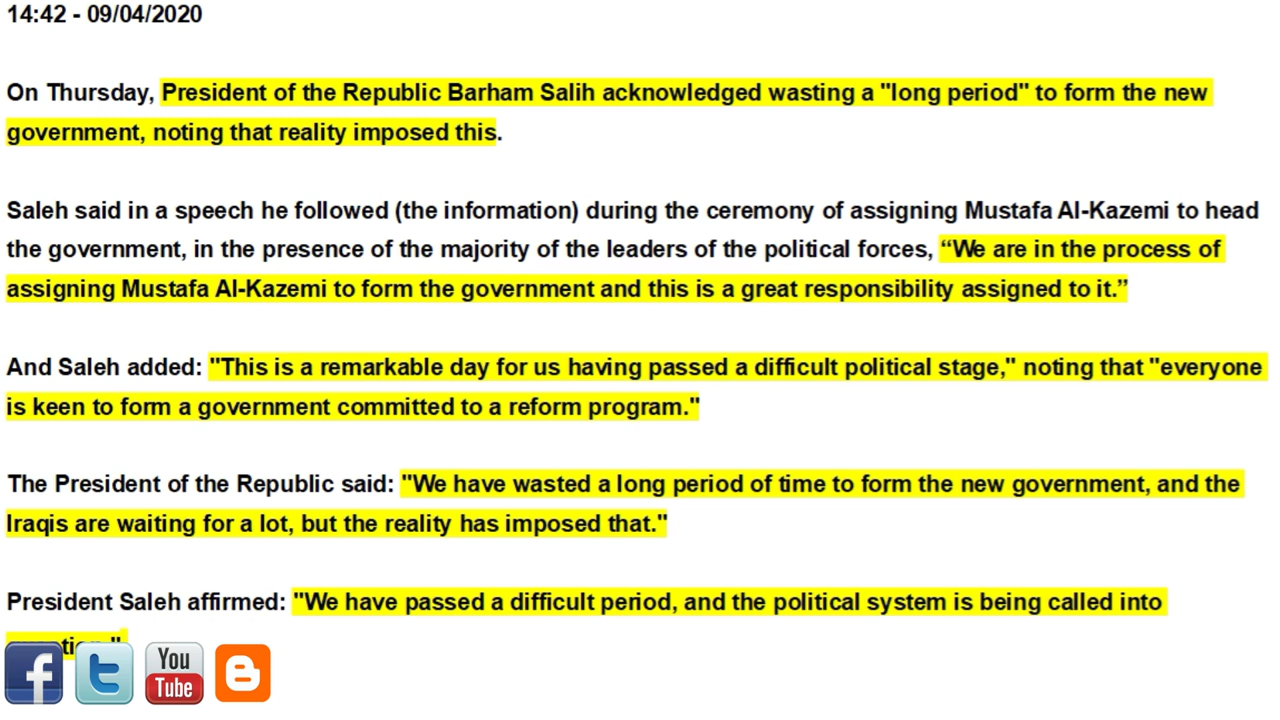 14:42 - 09/04/2020
On Thursday, President of the Republic Barham Salih acknowledged wasting a "long period" to form the new
government, noting that reality imposed this.
Saleh said in a speech he followed (the information) during the ceremony of assigning Mustafa Al-Kazemi to head
the government, in the presence of the majority of the leaders of the political forces, “We are in the process of
assigning Mustafa Al-Kazemi to form the government and this is a great responsibility assigned to it.”
And Saleh added: "This is a remarkable day for us having passed a difficult political stage," noting that "everyone
is keen to form a government committed to a reform program."
The President of the Republic said: "We have wasted a long period of time to form the new government, and the
Iraqis are waiting for a lot, but the reality has imposed that."
President Saleh affirmed: "We have passed a difficult period, and the political system is being called into
f t You Tube B